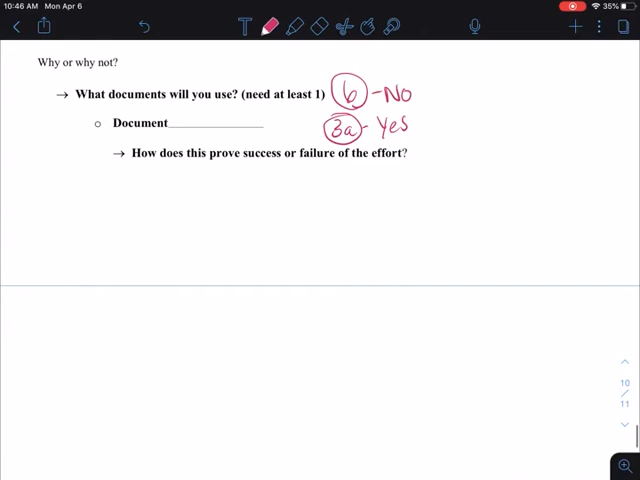 10:46 AM Mon Apr 6
35%
Why or why not?
→ What documents will you use? (need at least 1) 6 - NO
○ Document______________ 3a - Yes
→ How does this prove success or failure of the effort?
10
/
11